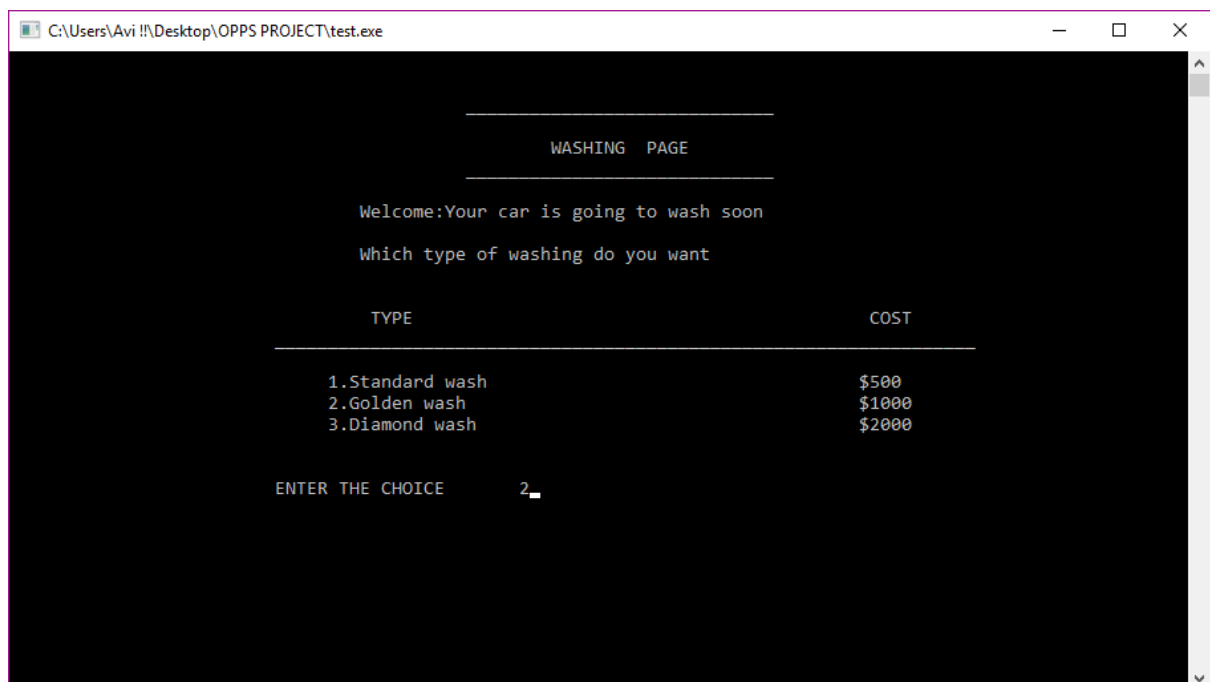 C:\Users\Avi !!\Desktop\OPPS PROJECT\test.exe
WASHING PAGE
Welcome:Your car is going to wash soon
Which type of washing do you want
TYPE COST
1.Standard wash $500
2.Golden wash $1000
3.Diamond wash $2000
ENTER THE CHOICE 2